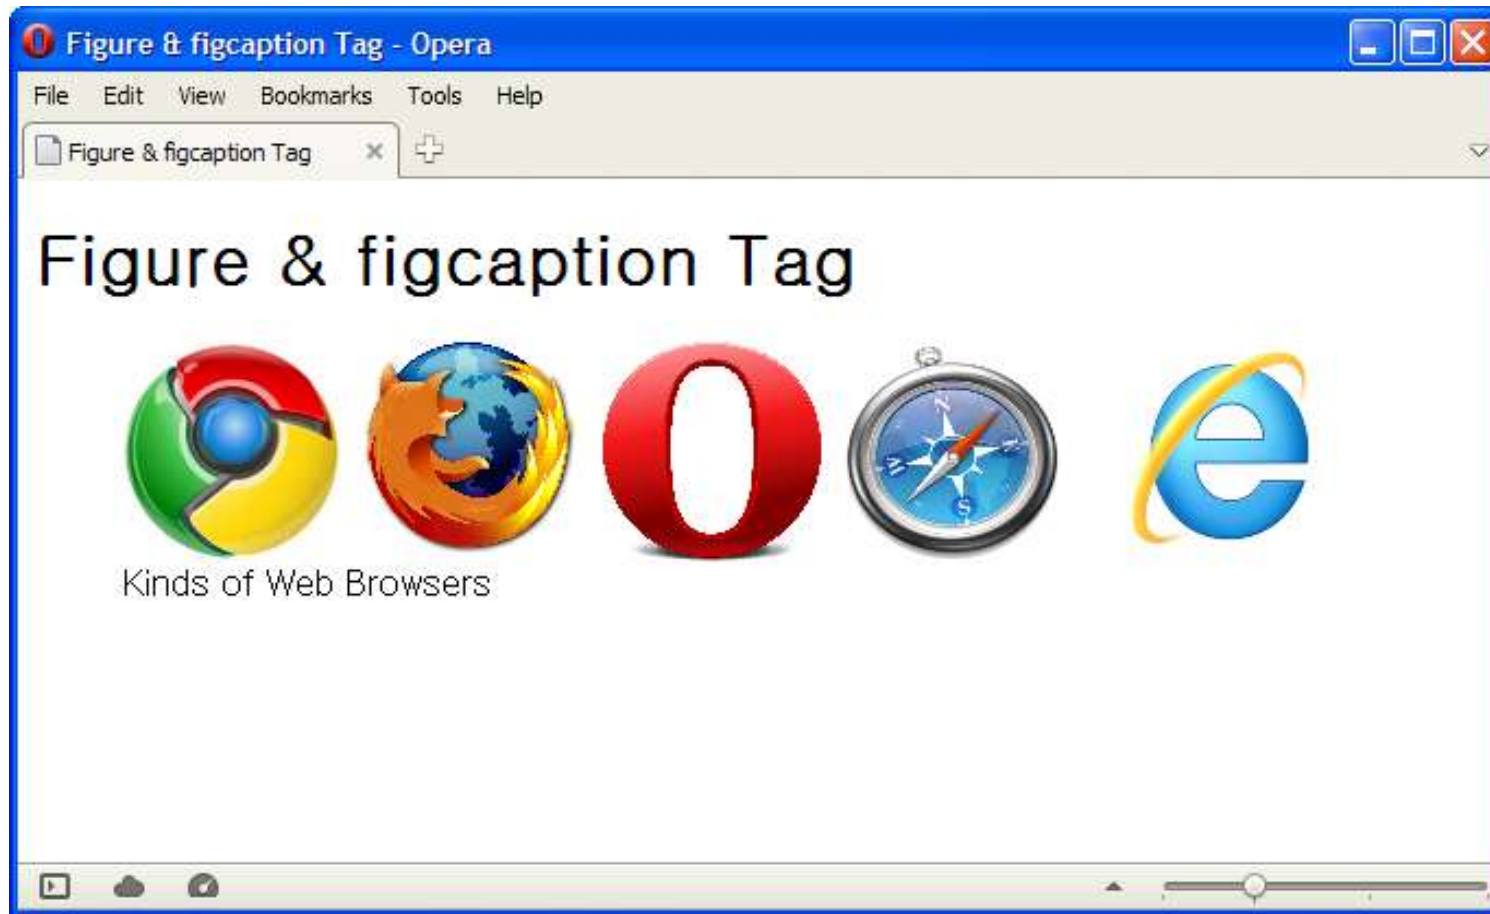 Figure & figcaption Tag - Opera
File Edit View Bookmarks Tools Help
Figure & figcaption Tag
Figure & figcaption Tag
Kinds of Web Browsers